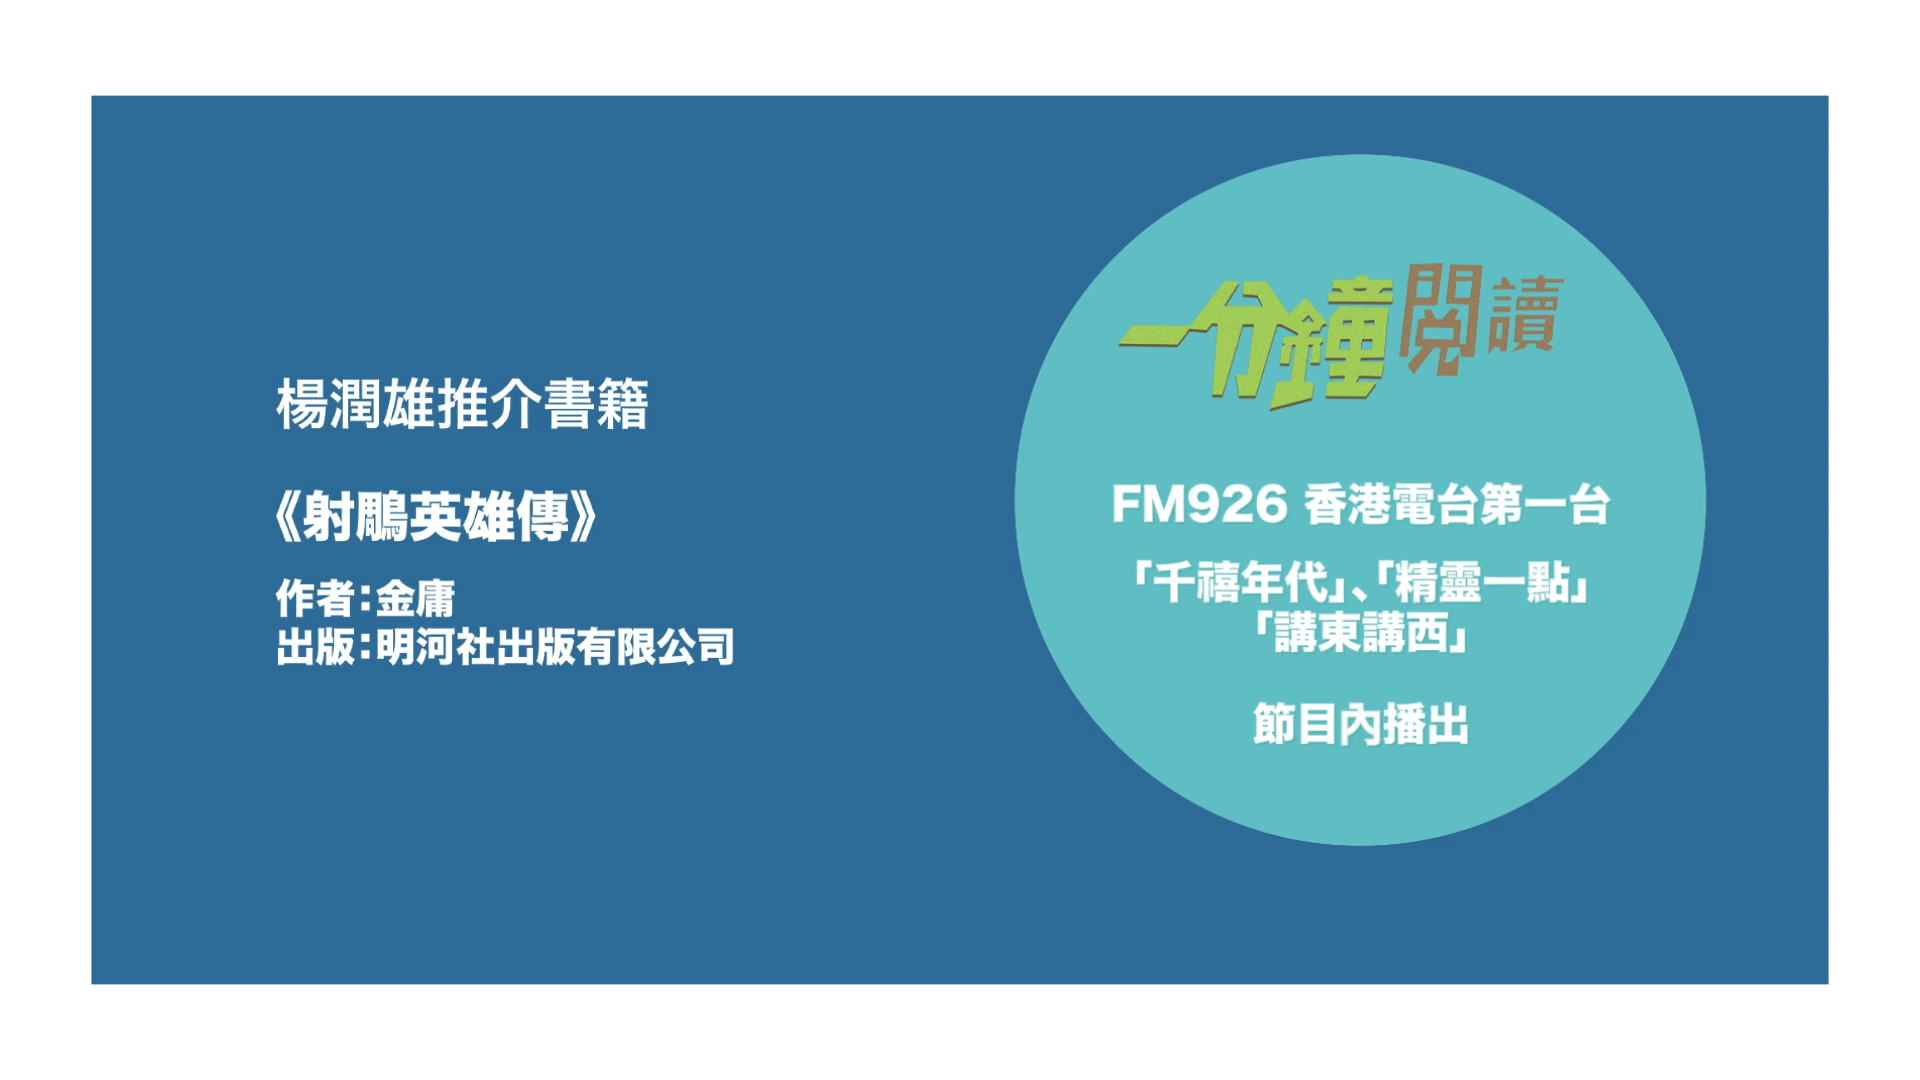 楊潤雄推介書籍
《射鵰英雄傳》
作者：金庸
出版：明河社出版有限公司
一分鐘閱讀
FM926 香港電台第一台
「千禧年代」、「精靈一點」
「講東講西」
節目內播出